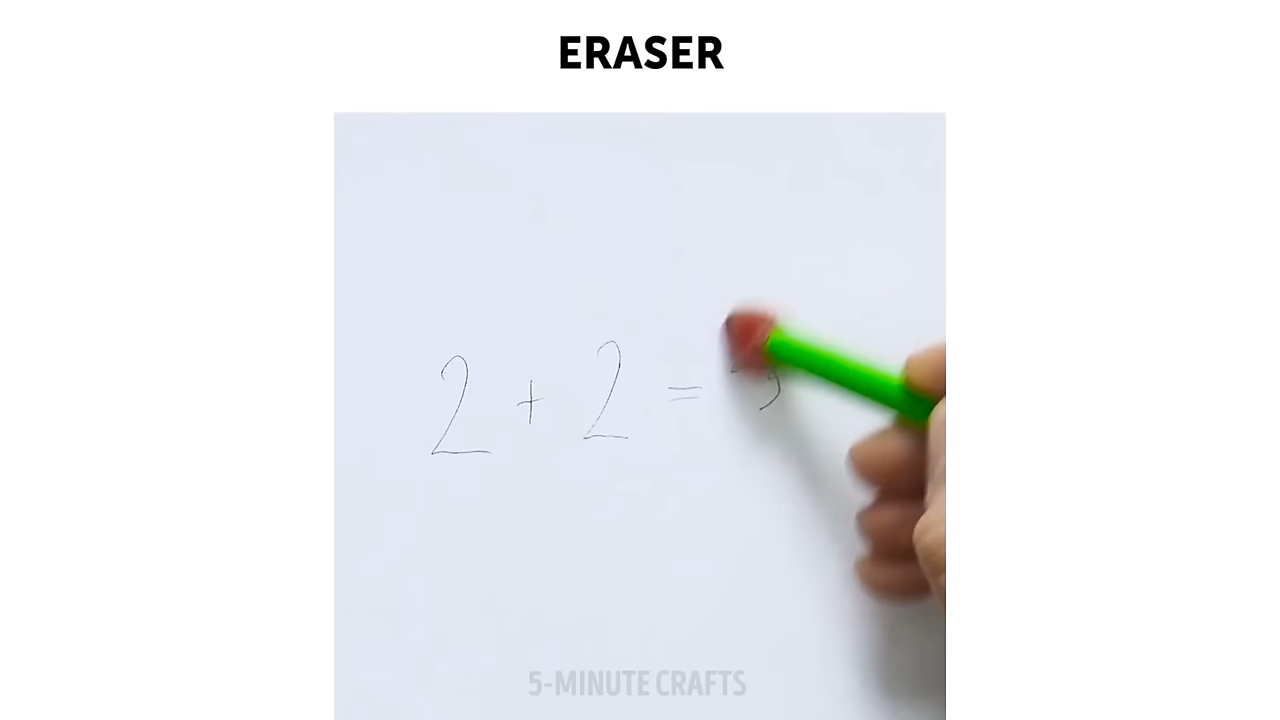 ERASER
2 + 2 =
5-MINUTE CRAFTS